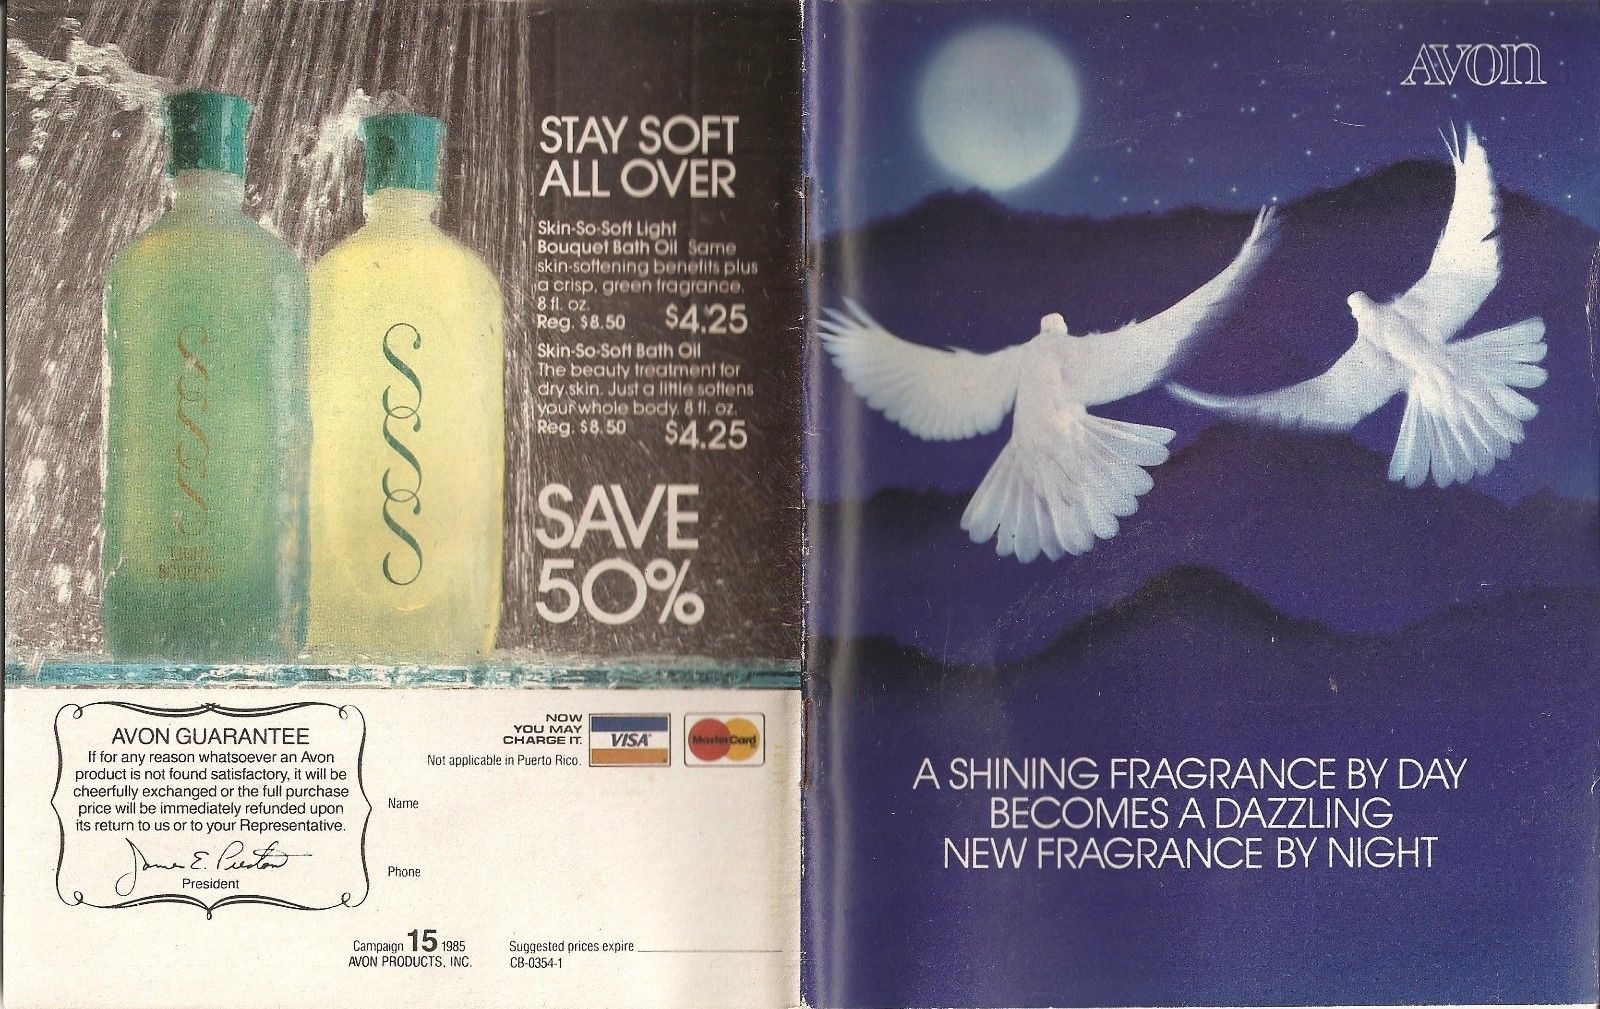 STAY SOFT
ALL OVER
Skin-So-Soft Light
Bouquet Bath Oil Same
skin-softening benefits plus
a crisp, green fragrance.
8 fl. oz.
Reg. $8.50 $4.25
Skin-So-Soft Bath Oil
The beauty treatment for
dry skin. Just a little softens
your whole body. 8 fl. oz.
Reg. $8.50 $4.25
SAVE
50%
SSS
LIGHT
BOUQUET
SSS
AVON GUARANTEE
If for any reason whatsoever an Avon
product is not found satisfactory, it will be
cheerfully exchanged or the full purchase
price will be immediately refunded upon
its return to us or to your Representative.
James E. Preston
President
NOW
YOU MAY
CHARGE IT.
Not applicable in Puerto Rico.
VISA
MasterCard
Name
Phone
Campaign 15 1985
AVON PRODUCTS, INC.
Suggested prices expire
CB-0354-1
AVON
A SHINING FRAGRANCE BY DAY
BECOMES A DAZZLING
NEW FRAGRANCE BY NIGHT